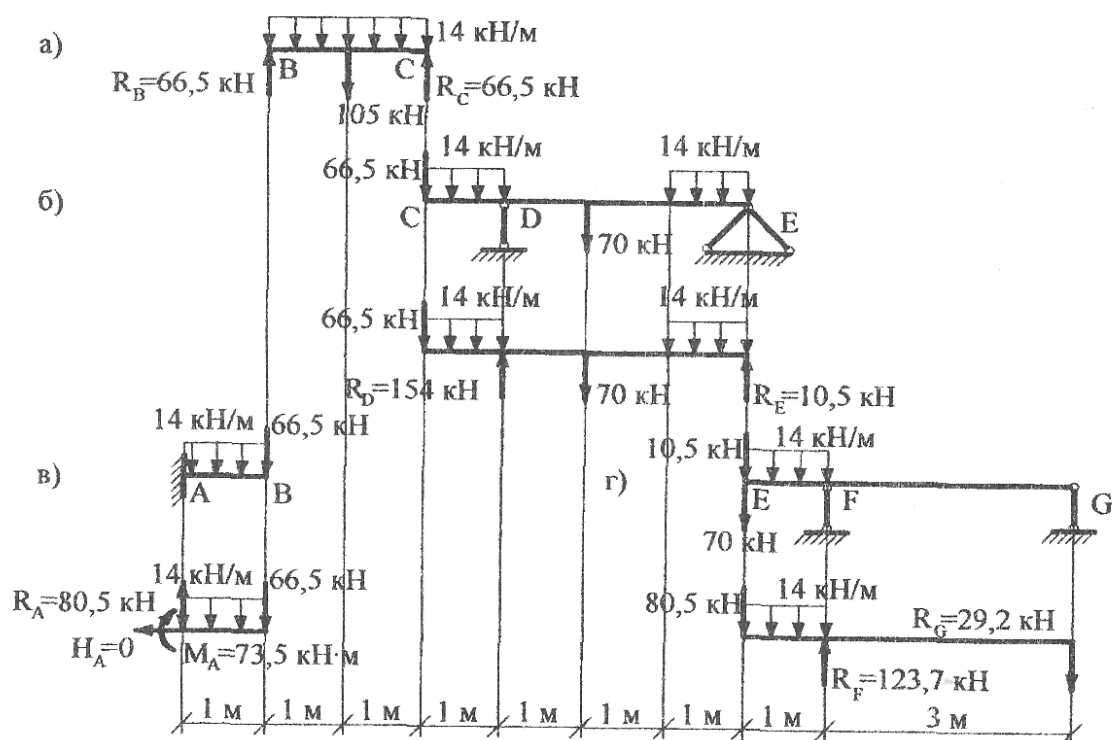 а)
14 кН/м
B
C
R_B=66,5 кН
R_C=66,5 кН
105 кН
14 кН/м
14 кН/м
66,5 кН
б)
C
D
E
70 кН
14 кН/м
14 кН/м
66,5 кН
R_D=154 кН
70 кН
R_E=10,5 кН
14 кН/м
66,5 кН
10,5 кН
14 кН/м
в)
A
B
г)
E
F
G
70 кН
14 кН/м
66,5 кН
80,5 кН
14 кН/м
R_A=80,5 кН
R_G=29,2 кН
H_A=0
M_A=73,5 кН·м
R_F=123,7 кН
1 м
1 м
1 м
1 м
1 м
1 м
1 м
1 м
3 м